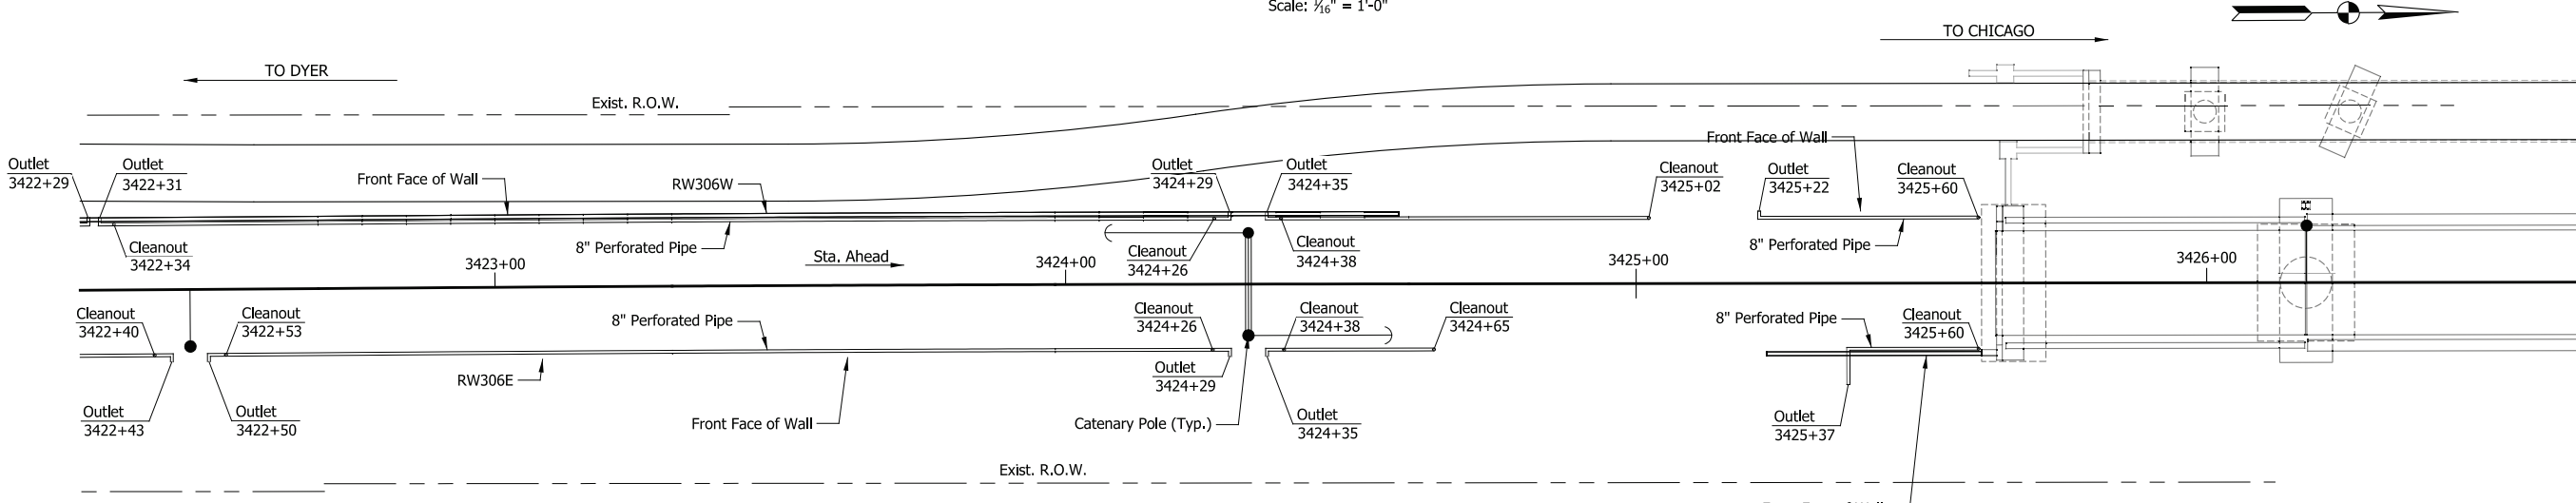 Scale: 1/16" = 1'-0"
TO CHICAGO
TO DYER
Exist. R.O.W.
Front Face of Wall
Outlet
3422+29
Outlet
3422+31
Front Face of Wall
RW306W
Outlet
3424+29
Outlet
3424+35
Cleanout
3425+02
Outlet
3425+22
Cleanout
3425+60
Cleanout
3422+34
8" Perforated Pipe
Cleanout
3424+26
Cleanout
3424+38
8" Perforated Pipe
Sta. Ahead
3423+00
3424+00
3425+00
3426+00
Cleanout
3422+40
Cleanout
3422+53
8" Perforated Pipe
Cleanout
3424+26
Cleanout
3424+38
Cleanout
3424+65
8" Perforated Pipe
Cleanout
3425+60
RW306E
Outlet
3424+29
Outlet
3422+43
Outlet
3422+50
Front Face of Wall
Catenary Pole (Typ.)
Outlet
3424+35
Outlet
3425+37
Exist. R.O.W.